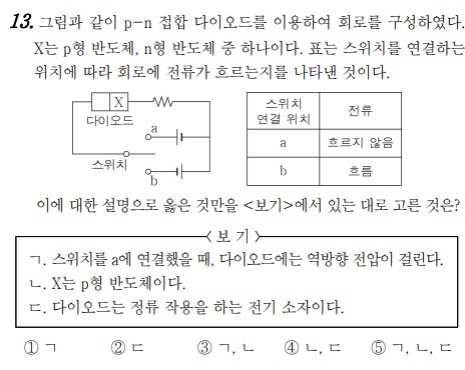 13. 그림과 같이 p-n 접합 다이오드를 이용하여 회로를 구성하였다.
X는 p형 반도체, n형 반도체 중 하나이다. 표는 스위치를 연결하는
위치에 따라 회로에 전류가 흐르는지를 나타낸 것이다.
X
다이오드
a
스위치
b
스위치 연결 위치 전류
a 흐르지 않음
b 흐름
이에 대한 설명으로 옳은 것만을 <보기>에서 있는 대로 고른 것은?
<보 기>
ㄱ. 스위치를 a에 연결했을 때, 다이오드에는 역방향 전압이 걸린다.
ㄴ. X는 p형 반도체이다.
ㄷ. 다이오드는 정류 작용을 하는 전기 소자이다.
① ㄱ ② ㄷ ③ ㄱ, ㄴ ④ ㄴ, ㄷ ⑤ ㄱ, ㄴ, ㄷ